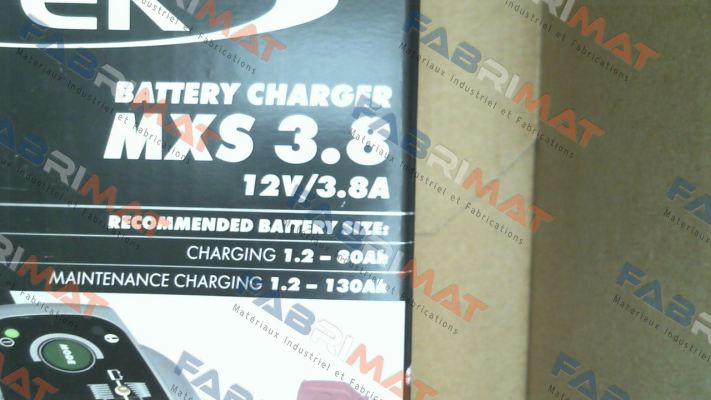 BATTERY CHARGER
MXS 3.8
12V/3.8A
RECOMMENDED BATTERY SIZE:
CHARGING 1.2 – 80Ah
MAINTENANCE CHARGING 1.2 – 130Ah
MODE
FABRIMAT
Matériaux Industriel et Fabrications